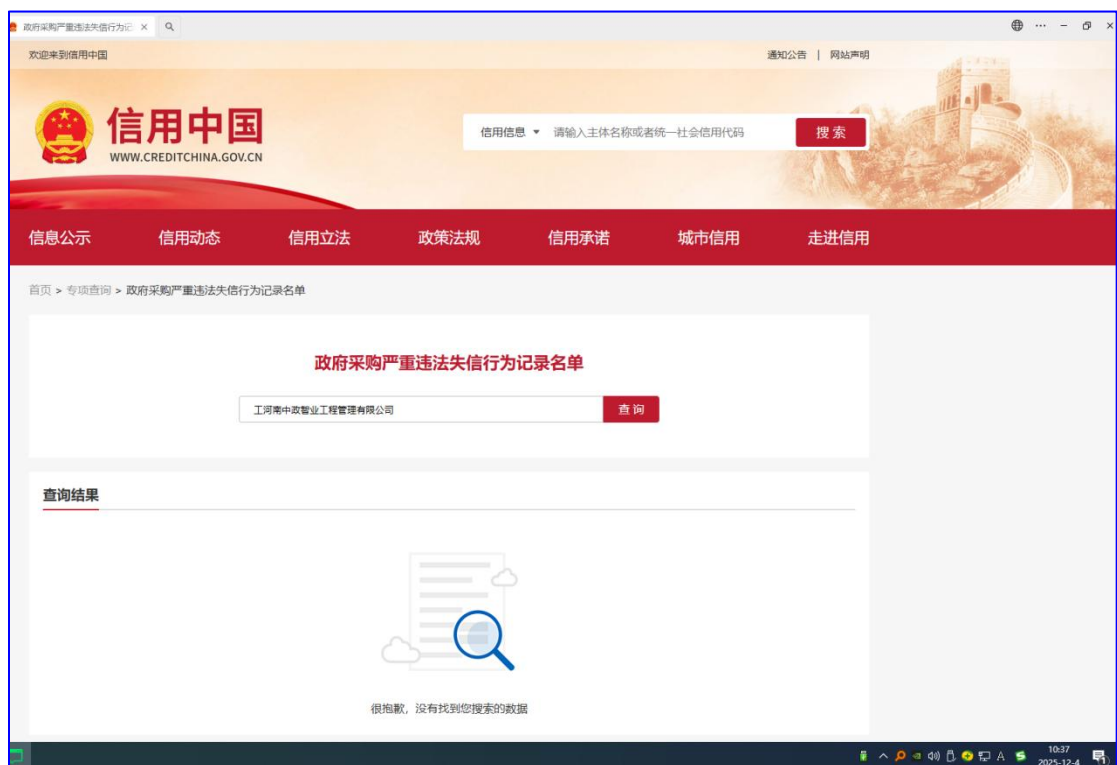 政府采购严重违法失信行为记
欢迎来到信用中国
通知公告 | 网站声明
信用中国
WWW.CREDITCHINA.GOV.CN
信用信息 请输入主体名称或者统一社会信用代码 搜索
信息公示 信用动态 信用立法 政策法规 信用承诺 城市信用 走进信用
首页 > 专项查询 > 政府采购严重违法失信行为记录名单
政府采购严重违法失信行为记录名单
工河南中政智业工程管理有限公司 查询
查询结果
很抱歉，没有找到您搜索的数据
A 10:37
2025-12-4